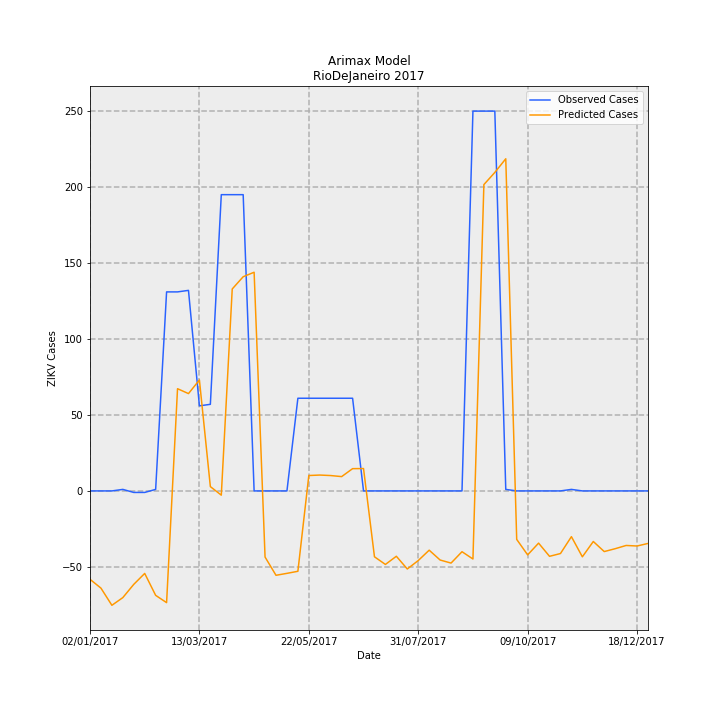 Arimax Model
RioDeJaneiro 2017
Observed Cases
Predicted Cases
250
200
150
100
50
0
−50
ZIKV Cases
02/01/2017 13/03/2017 22/05/2017 31/07/2017 09/10/2017 18/12/2017
Date